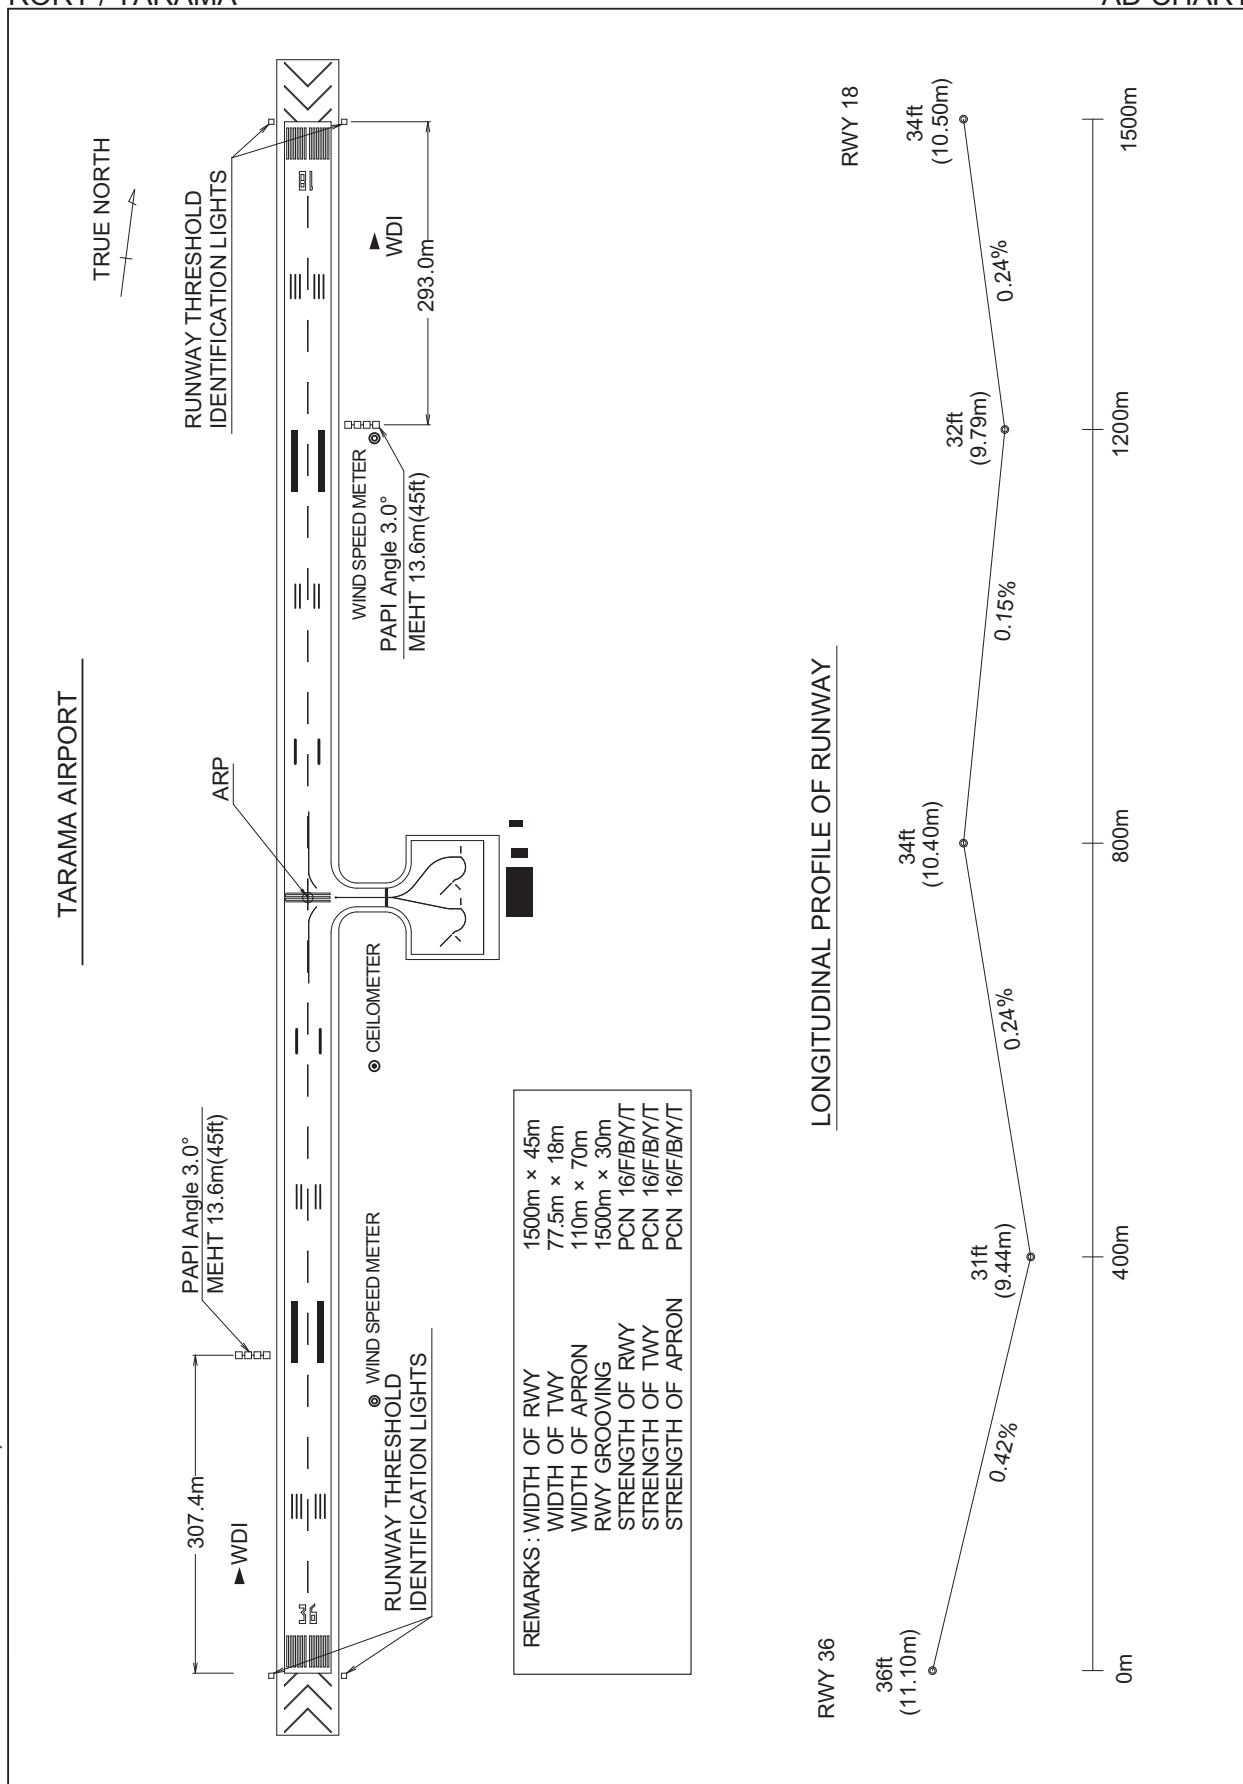 RORT / TARAMA
AD CHART
TARAMA AIRPORT
TRUE NORTH
PAPI Angle 3.0°
MEHT 13.6m(45ft)
307.4m
WDI
ARP
RUNWAY THRESHOLD
IDENTIFICATION LIGHTS
WIND SPEED METER
CEILOMETER
WIND SPEED METER
PAPI Angle 3.0°
MEHT 13.6m(45ft)
WDI
293.0m
36
18
RUNWAY THRESHOLD
IDENTIFICATION LIGHTS
REMARKS : WIDTH OF RWY 1500m × 45m
WIDTH OF TWY 77.5m × 18m
WIDTH OF APRON 110m × 70m
RWY GROOVING 1500m × 30m
STRENGTH OF RWY PCN 16/F/B/Y/T
STRENGTH OF TWY PCN 16/F/B/Y/T
STRENGTH OF APRON PCN 16/F/B/Y/T
LONGITUDINAL PROFILE OF RUNWAY
RWY 36
RWY 18
36ft
(11.10m)
31ft
(9.44m)
34ft
(10.40m)
32ft
(9.79m)
34ft
(10.50m)
0.42%
0.24%
0.15%
0.24%
0m
400m
800m
1200m
1500m